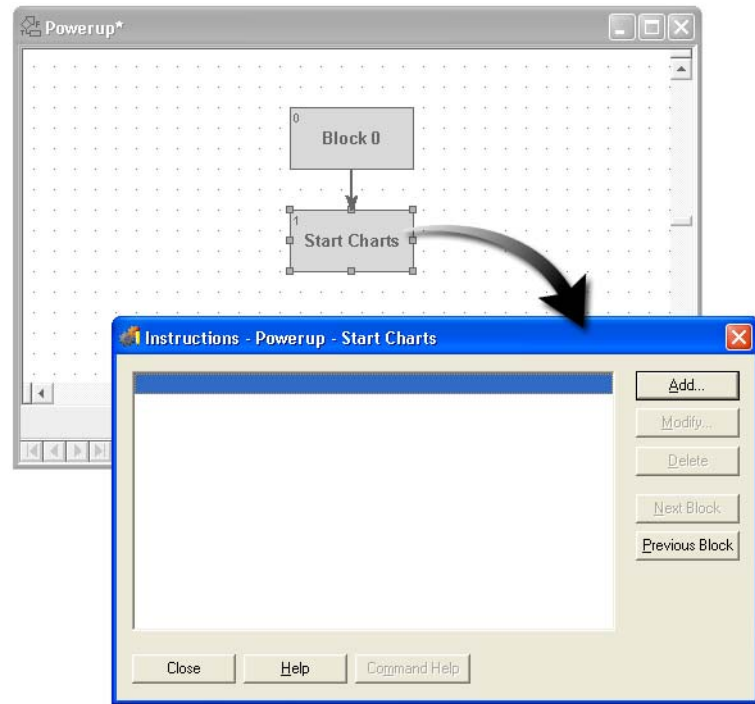 Powerup*
0
Block 0
1
Start Charts
Instructions - Powerup - Start Charts
Add...
Modify...
Delete
Next Block
Previous Block
Close
Help
Command Help